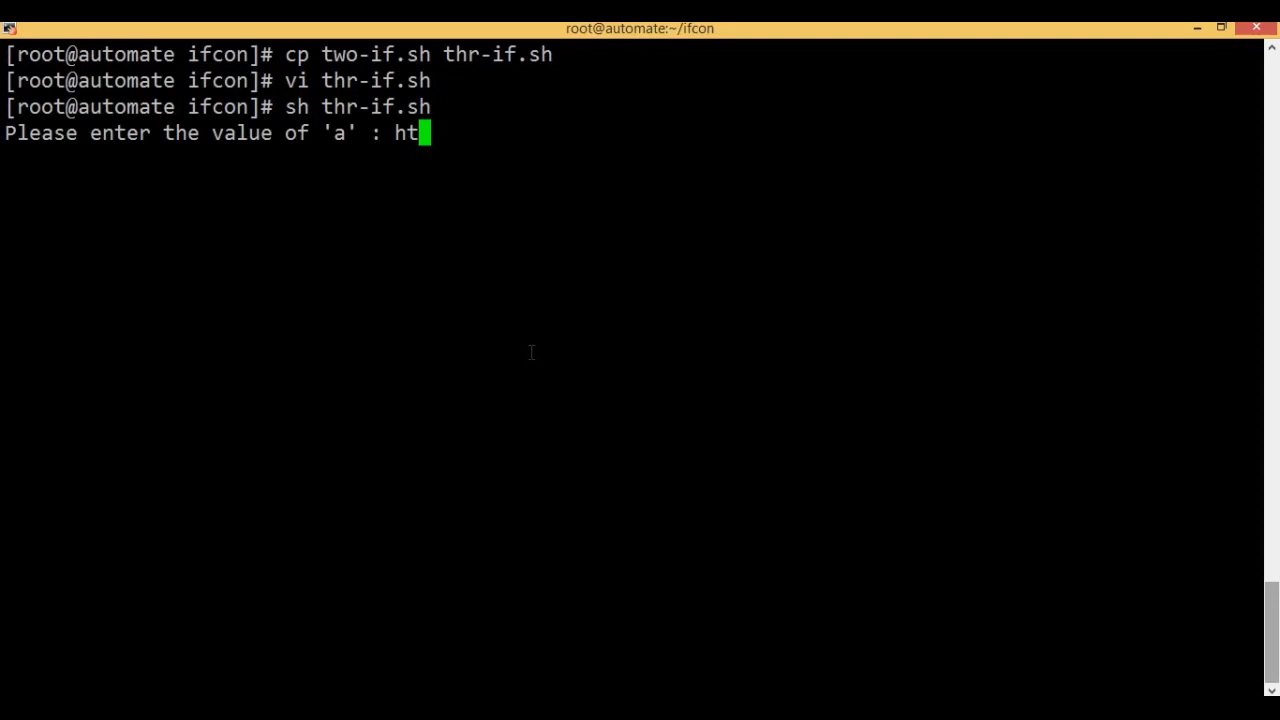 root@automate:~/ifcon
[root@automate ifcon]# cp two-if.sh thr-if.sh
[root@automate ifcon]# vi thr-if.sh
[root@automate ifcon]# sh thr-if.sh
Please enter the value of 'a' : ht